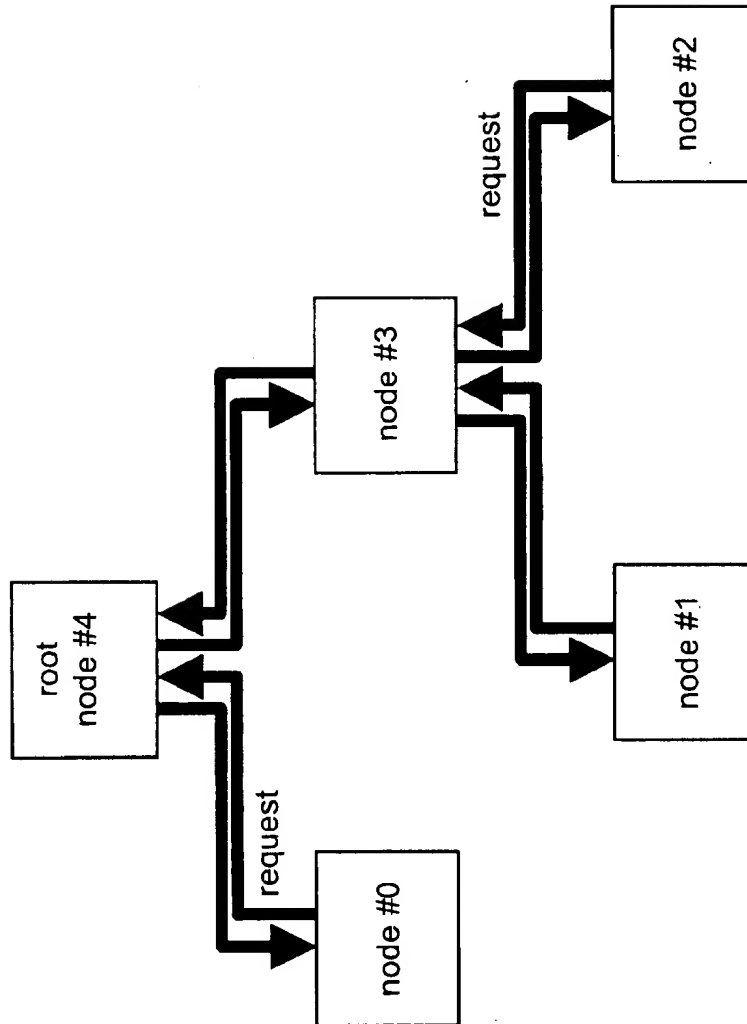 root
node #4
request
node #0
node #3
request
node #1
node #2